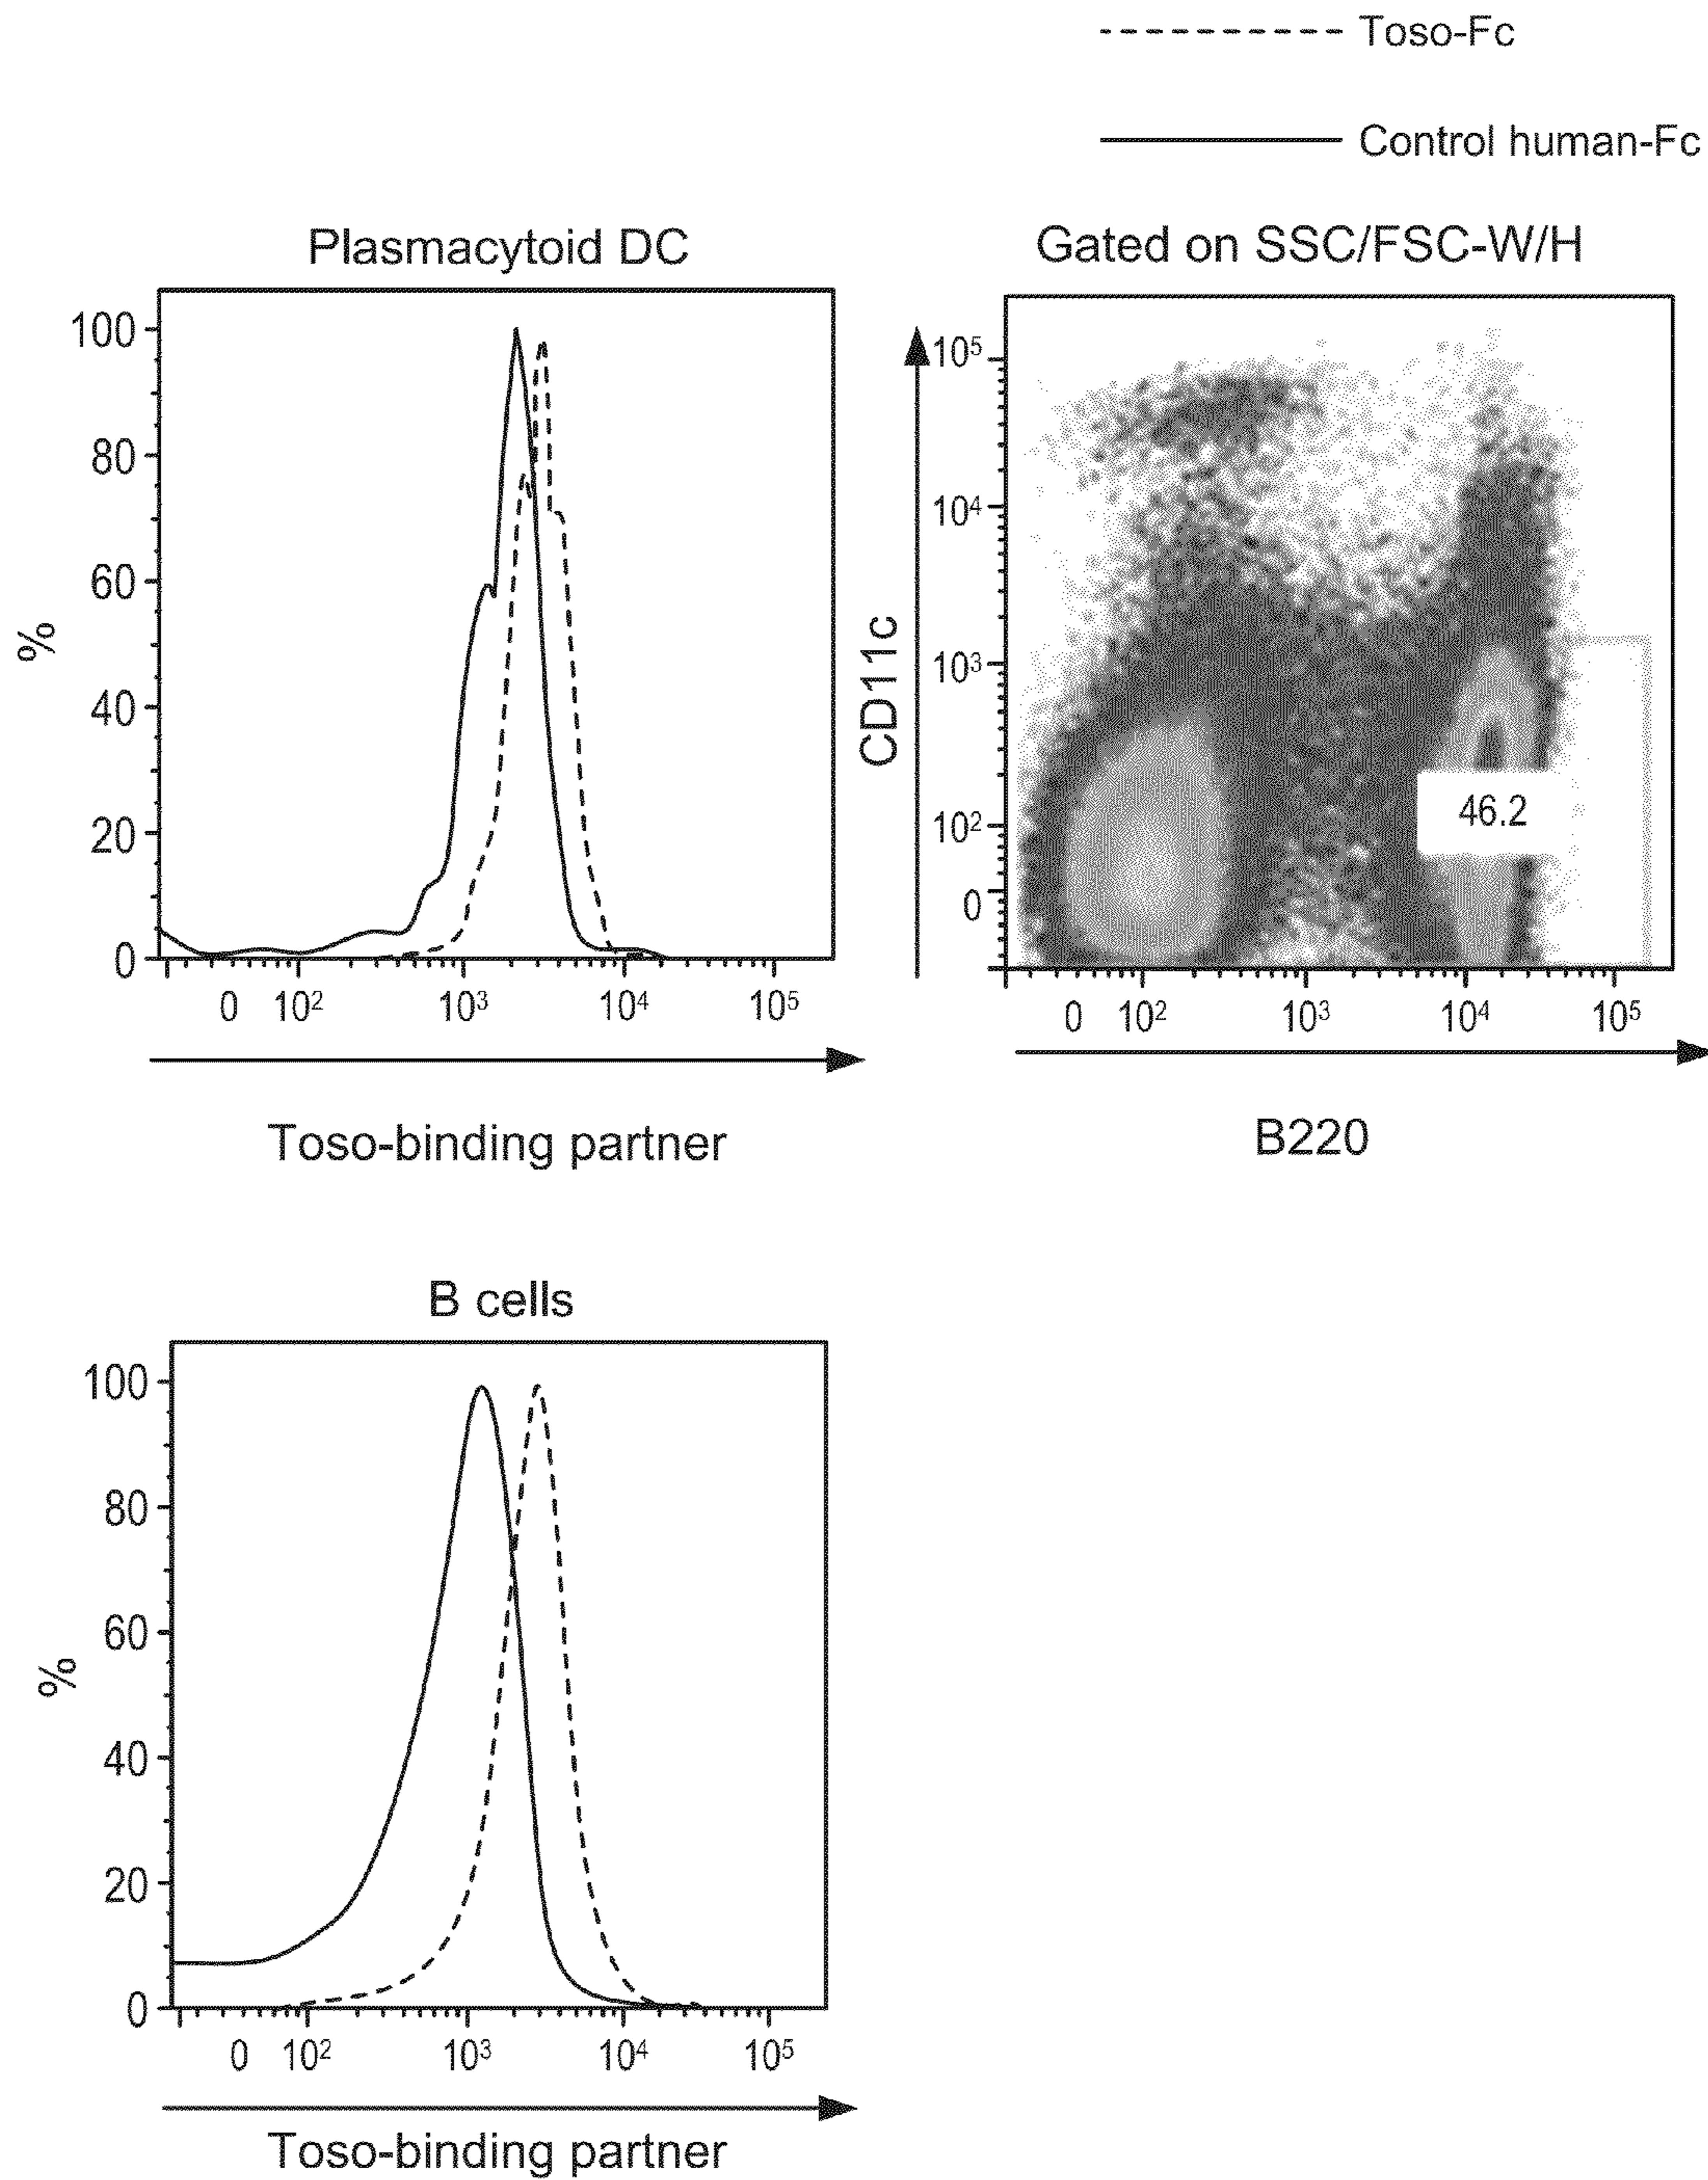 Toso-Fc
Control human-Fc
Plasmacytoid DC
100
80
60
40
20
0
%
0 10² 10³ 10⁴ 10⁵
Toso-binding partner
Gated on SSC/FSC-W/H
10⁵
10⁴
10³
10²
0
CD11c
46.2
0 10² 10³ 10⁴ 10⁵
B220
B cells
100
80
60
40
20
0
%
0 10² 10³ 10⁴ 10⁵
Toso-binding partner